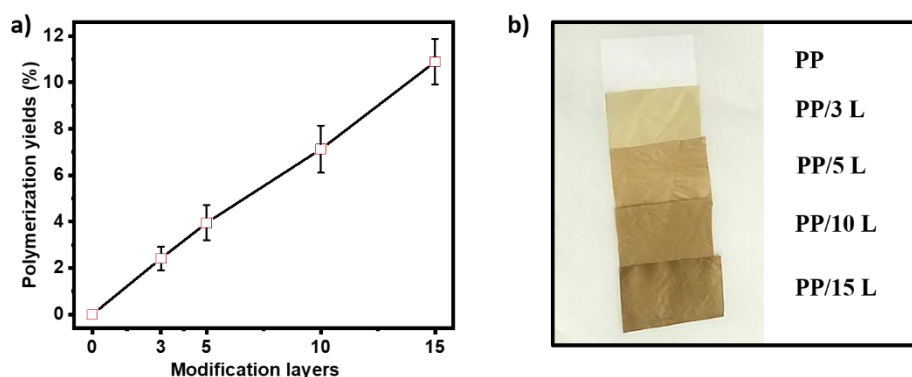 a)
Polymerization yields (%)
12
10
8
6
4
2
0
0 3 5 10 15
Modification layers
b)
PP
PP/3 L
PP/5 L
PP/10 L
PP/15 L